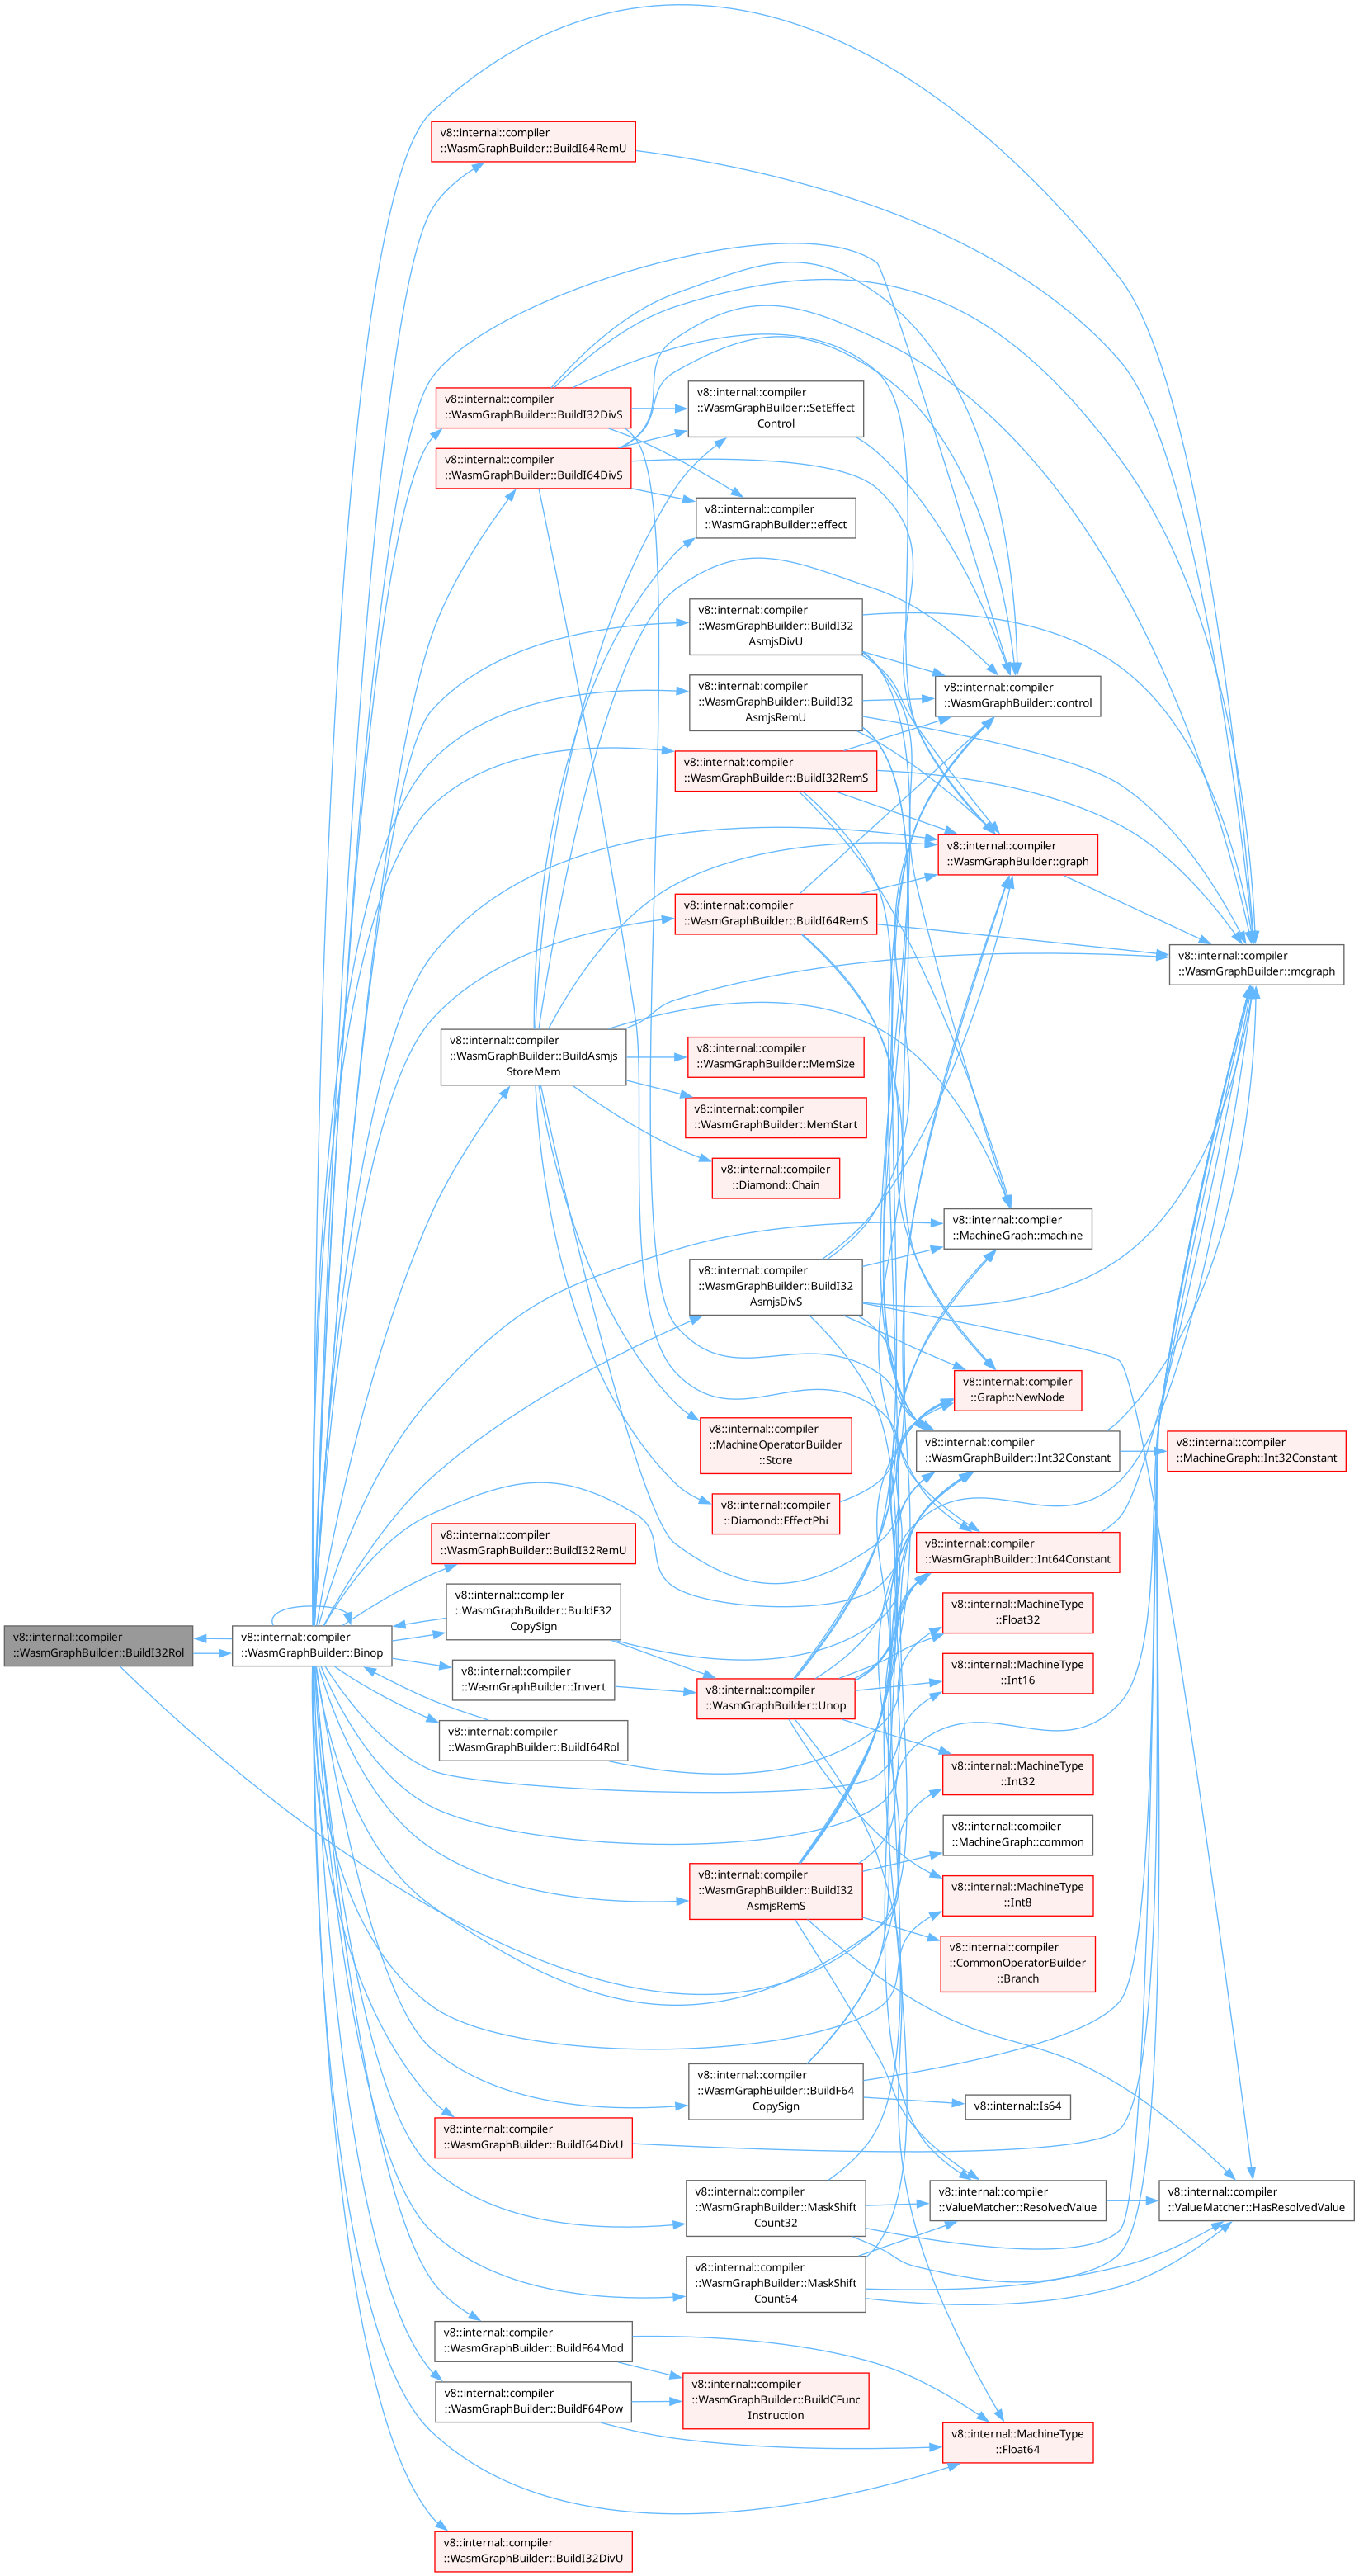 v8::internal::compiler
::WasmGraphBuilder::BuildI64RemU
v8::internal::compiler
::WasmGraphBuilder::BuildI32DivS
v8::internal::compiler
::WasmGraphBuilder::SetEffect
Control
v8::internal::compiler
::WasmGraphBuilder::BuildI64DivS
v8::internal::compiler
::WasmGraphBuilder::effect
v8::internal::compiler
::WasmGraphBuilder::BuildI32
AsmjsDivU
v8::internal::compiler
::WasmGraphBuilder::BuildI32
AsmjsRemU
v8::internal::compiler
::WasmGraphBuilder::control
v8::internal::compiler
::WasmGraphBuilder::BuildI32RemS
v8::internal::compiler
::WasmGraphBuilder::graph
v8::internal::compiler
::WasmGraphBuilder::BuildI64RemS
v8::internal::compiler
::WasmGraphBuilder::mcgraph
v8::internal::compiler
::WasmGraphBuilder::BuildAsmjs
StoreMem
v8::internal::compiler
::WasmGraphBuilder::MemSize
v8::internal::compiler
::WasmGraphBuilder::MemStart
v8::internal::compiler
::Diamond::Chain
v8::internal::compiler
::MachineGraph::machine
v8::internal::compiler
::WasmGraphBuilder::BuildI32
AsmjsDivS
v8::internal::compiler
::Graph::NewNode
v8::internal::compiler
::MachineOperatorBuilder
::Store
v8::internal::compiler
::WasmGraphBuilder::Int32Constant
v8::internal::compiler
::MachineGraph::Int32Constant
v8::internal::compiler
::Diamond::EffectPhi
v8::internal::compiler
::WasmGraphBuilder::BuildI32RemU
v8::internal::compiler
::WasmGraphBuilder::Int64Constant
v8::internal::compiler
::WasmGraphBuilder::BuildF32
CopySign
v8::internal::MachineType
::Float32
v8::internal::compiler
::WasmGraphBuilder::BuildI32Rol
v8::internal::compiler
::WasmGraphBuilder::Binop
v8::internal::compiler
::WasmGraphBuilder::Invert
v8::internal::compiler
::WasmGraphBuilder::Unop
v8::internal::MachineType
::Int16
v8::internal::compiler
::WasmGraphBuilder::BuildI64Rol
v8::internal::MachineType
::Int32
v8::internal::compiler
::MachineGraph::common
v8::internal::compiler
::WasmGraphBuilder::BuildI32
AsmjsRemS
v8::internal::MachineType
::Int8
v8::internal::compiler
::CommonOperatorBuilder
::Branch
v8::internal::compiler
::WasmGraphBuilder::BuildF64
CopySign
v8::internal::Is64
v8::internal::compiler
::WasmGraphBuilder::BuildI64DivU
v8::internal::compiler
::WasmGraphBuilder::MaskShift
Count32
v8::internal::compiler
::ValueMatcher::ResolvedValue
v8::internal::compiler
::ValueMatcher::HasResolvedValue
v8::internal::compiler
::WasmGraphBuilder::MaskShift
Count64
v8::internal::compiler
::WasmGraphBuilder::BuildF64Mod
v8::internal::compiler
::WasmGraphBuilder::BuildF64Pow
v8::internal::compiler
::WasmGraphBuilder::BuildCFunc
Instruction
v8::internal::MachineType
::Float64
v8::internal::compiler
::WasmGraphBuilder::BuildI32DivU